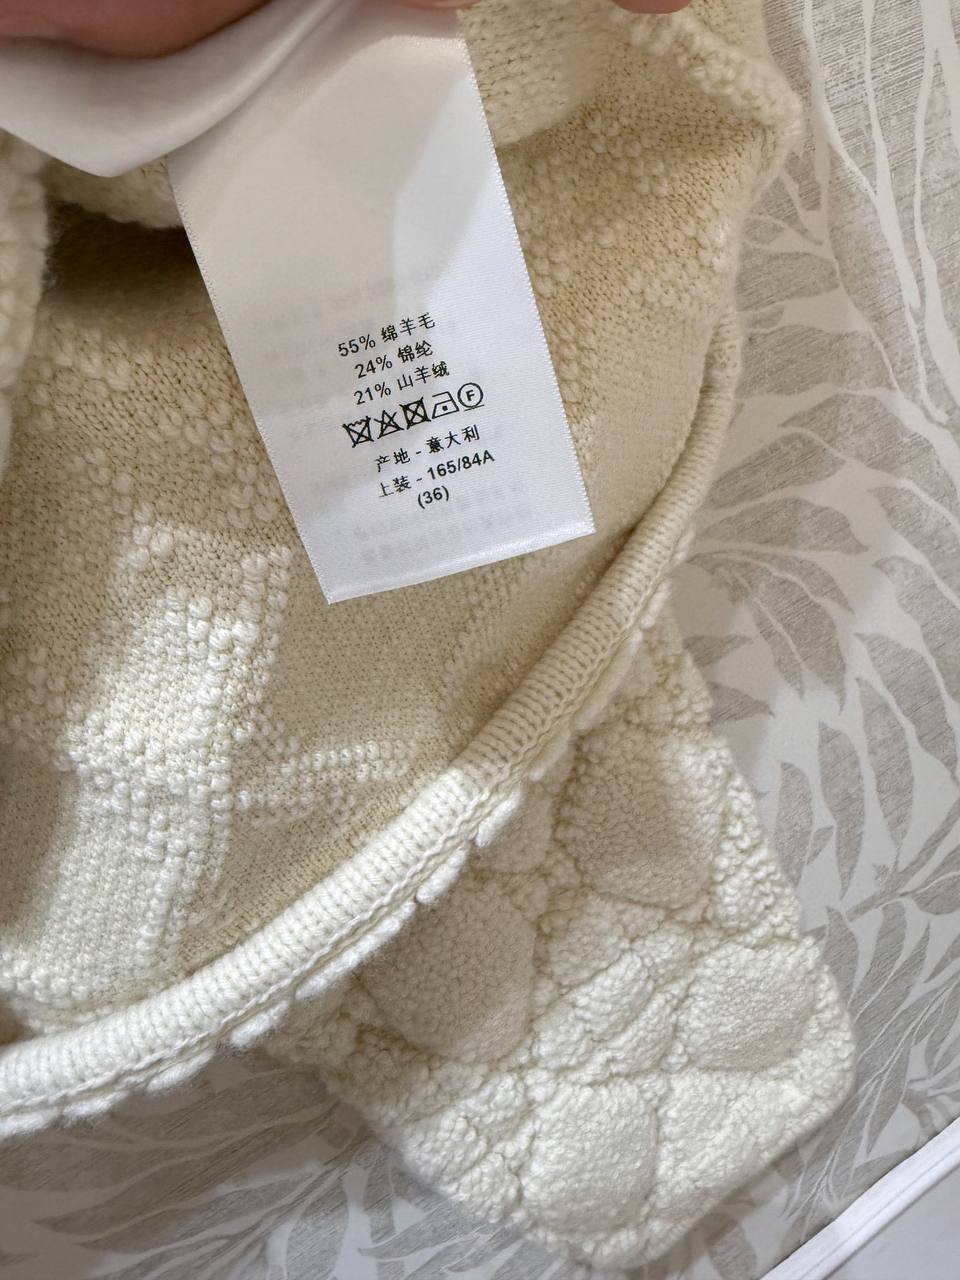 55% 绵羊毛
24% 锦纶
21% 山羊绒
F
产地 - 意大利
上装 - 165/84A
(36)